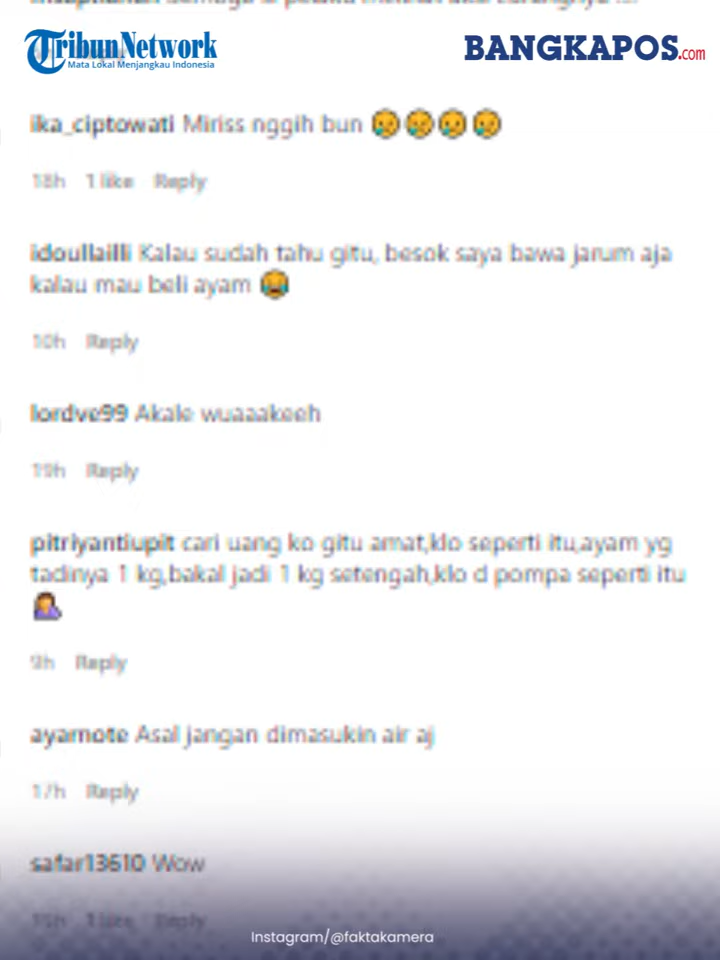 TribunNetwork
Mata Lokal Menjangkau Indonesia
BANGKAPOS.com
ika_ciptowati Miriss nggih bun 😥😥😥😥
18h 1 like Reply
idoullailli Kalau sudah tahu gitu, besok saya bawa jarum aja
kalau mau beli ayam 😭
10h Reply
lordve99 Akale wuaaakeeh
19h Reply
pitriyantiupit cari uang ko gitu amat,klo seperti itu,ayam yg
tadinya 1 kg,bakal jadi 1 kg setengah,klo d pompa seperti itu
🤦‍♀️
9h Reply
ayamote Asal jangan dimasukin air aj
17h Reply
safar13610 Wow
1 like Reply
Instagram/@faktakamera